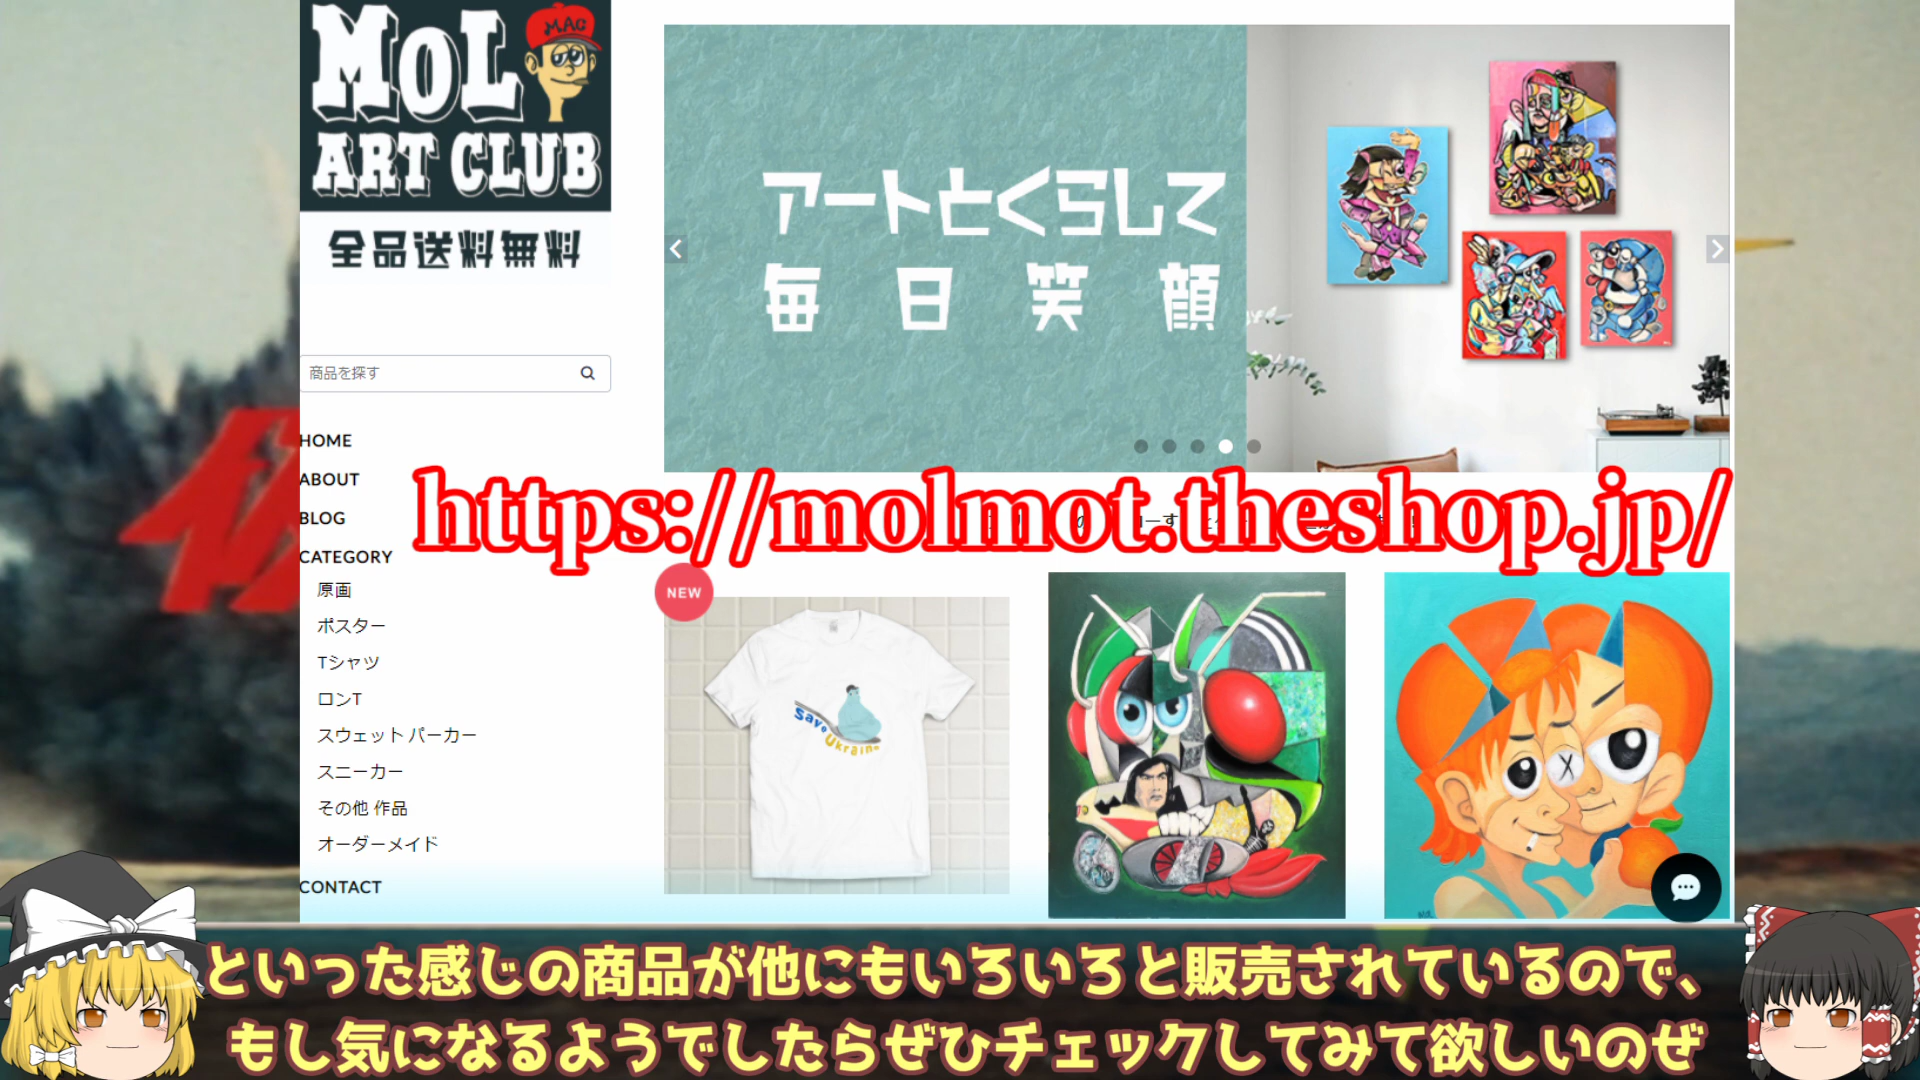 MAC
MOL
ART CLUB
全品送料無料
商品を探す
HOME
ABOUT
BLOG
CATEGORY
原画
ポスター
Tシャツ
ロンT
スウェット パーカー
スニーカー
その他 作品
オーダーメイド
CONTACT
アートとくらして
毎日笑顔
https://molmot.theshop.jp/
NEW
Save
Ukraine
といった感じの商品が他にもいろいろと販売されているので、
もし気になるようでしたらぜひチェックしてみて欲しいのぜ